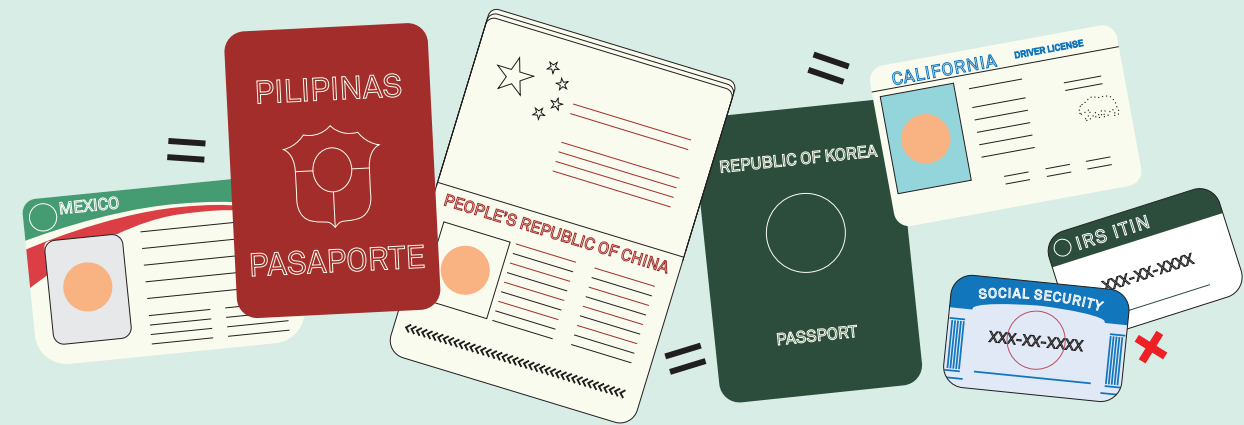 MEXICO
PILIPINAS
PASAPORTE
PEOPLE'S REPUBLIC OF CHINA
REPUBLIC OF KOREA
PASSPORT
CALIFORNIA
DRIVER LICENSE
IRS ITIN
XXX-XX-XXXX
SOCIAL SECURITY
XXX-XX-XXXX